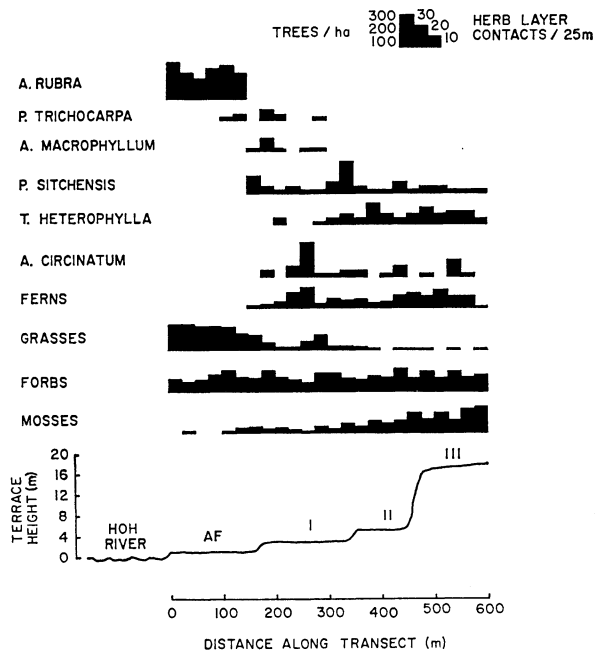 TREES / ha
300
200
100
30
20
10
HERB LAYER
CONTACTS / 25m
A. RUBRA
P. TRICHOCARPA
A. MACROPHYLLUM
P. SITCHENSIS
T. HETEROPHYLLA
A. CIRCINATUM
FERNS
GRASSES
FORBS
MOSSES
TERRACE
HEIGHT (m)
20
16
12
8
4
0
HOH
RIVER
AF
I
II
III
0 100 200 300 400 500 600
DISTANCE ALONG TRANSECT (m)